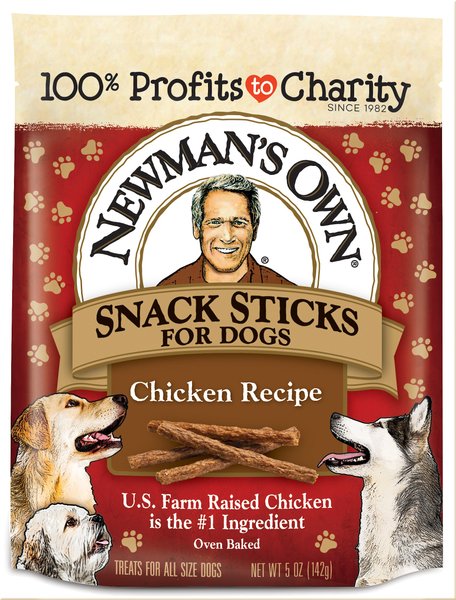 100% Profits to Charity
SINCE 1982
NEWMAN'S OWN®
®
SNACK STICKS
FOR DOGS
Chicken Recipe
U.S. Farm Raised Chicken
is the #1 Ingredient
Oven Baked
TREATS FOR ALL SIZE DOGS NET WT 5 OZ (142g)